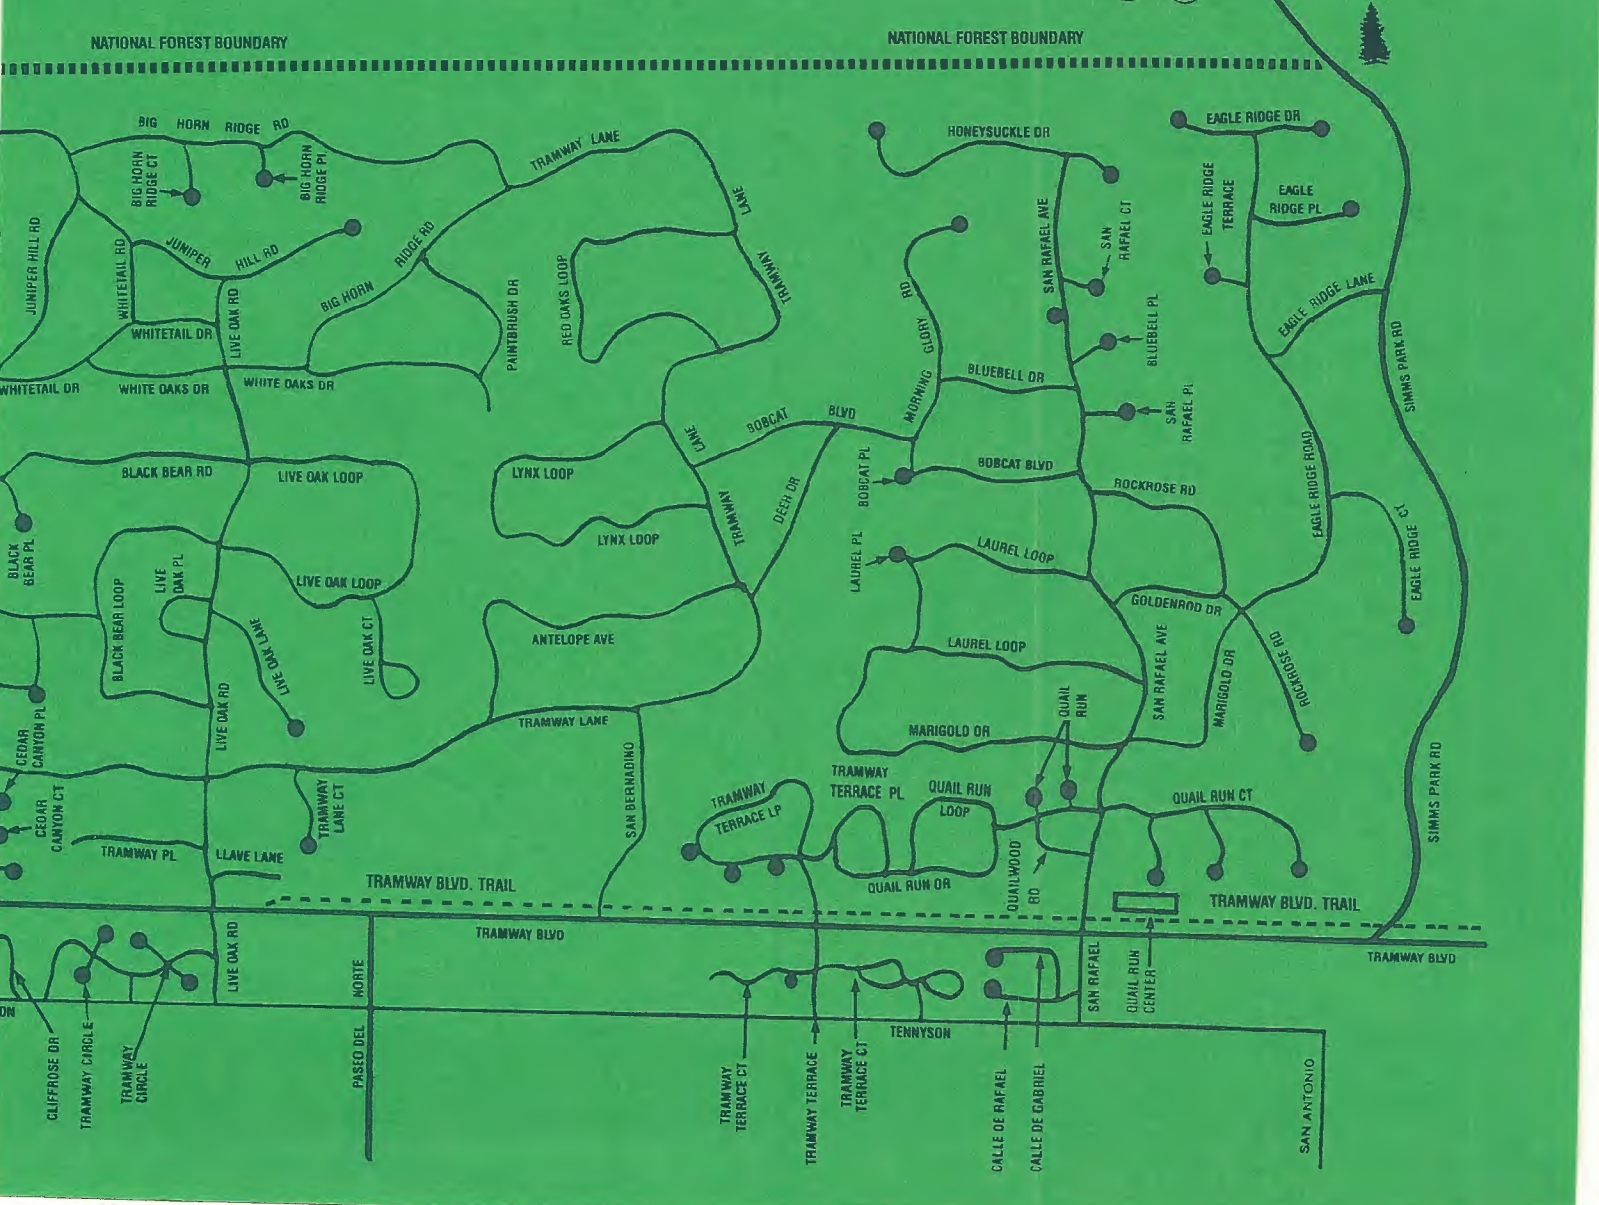 NATIONAL FOREST BOUNDARY
NATIONAL FOREST BOUNDARY
BIG HORN RIDGE RD
BIG HORN
RIDGE CT
BIG HORN
RIDGE PL
TRAMWAY LANE
LANE
TRAMWAY
HONEYSUCKLE DR
EAGLE RIDGE DR
EAGLE RIDGE
TERRACE
EAGLE
RIDGE PL
JUNIPER HILL RD
WHITETAIL RD
JUNIPER HILL RD
LIVE OAK RD
BIG HORN RIDGE RD
PAINTBRUSH DR
RED OAKS LOOP
MORNING GLORY RD
SAN RAFAEL AVE
SAN
RAFAEL CT
BLUEBELL PL
EAGLE RIDGE LANE
SIMMS PARK RD
WHITETAIL DR
WHITETAIL DR
WHITE OAKS DR
WHITE OAKS DR
BLUEBELL DR
SAN
RAFAEL PL
LANE
BOBCAT BLVD
BOBCAT PL
BOBCAT BLVD
ROCKROSE RD
EAGLE RIDGE ROAD
EAGLE RIDGE CT
BLACK BEAR RD
LIVE OAK LOOP
LYNX LOOP
LYNX LOOP
TRAMWAY
DEER DR
BLACK
BEAR PL
BLACK BEAR LOOP
LIVE
OAK PL
LIVE OAK LOOP
LIVE OAK LANE
LIVE OAK LANE
LIVE OAK CT
ANTELOPE AVE
LAUREL PL
LAUREL LOOP
LAUREL LOOP
GOLDENROD DR
SAN RAFAEL AVE
MARIGOLD DR
ROCKROSE RD
ROCKROSE RD
LIVE OAK RD
TRAMWAY LANE
SAN BERNADINO
MARIGOLD DR
QUAIL
RUN
SIMMS PARK RD
CEDAR
CANYON PL
CEDAR
CANYON CT
TRAMWAY PL
TRAMWAY
LANE CT
LLAVE LANE
TRAMWAY
TERRACE LP
TRAMWAY
TERRACE PL
QUAIL RUN
LOOP
QUAIL RUN CT
QUAIL RUN DR
QUAILWOOD
RD
TRAMWAY BLVD. TRAIL
TRAMWAY BLVD. TRAIL
TRAMWAY BLVD
TRAMWAY BLVD
LIVE OAK RD
PASEO DEL NORTE
SAN RAFAEL
QUAIL RUN
CENTER
ON
TENNYSON
CLIFFROSE DR
TRAMWAY CIRCLE
TRAMWAY
CIRCLE
TRAMWAY
TERRACE CT
TRAMWAY TERRACE
TRAMWAY
TERRACE CT
CALLE DE RAFAEL
CALLE DE GABRIEL
SAN ANTONIO